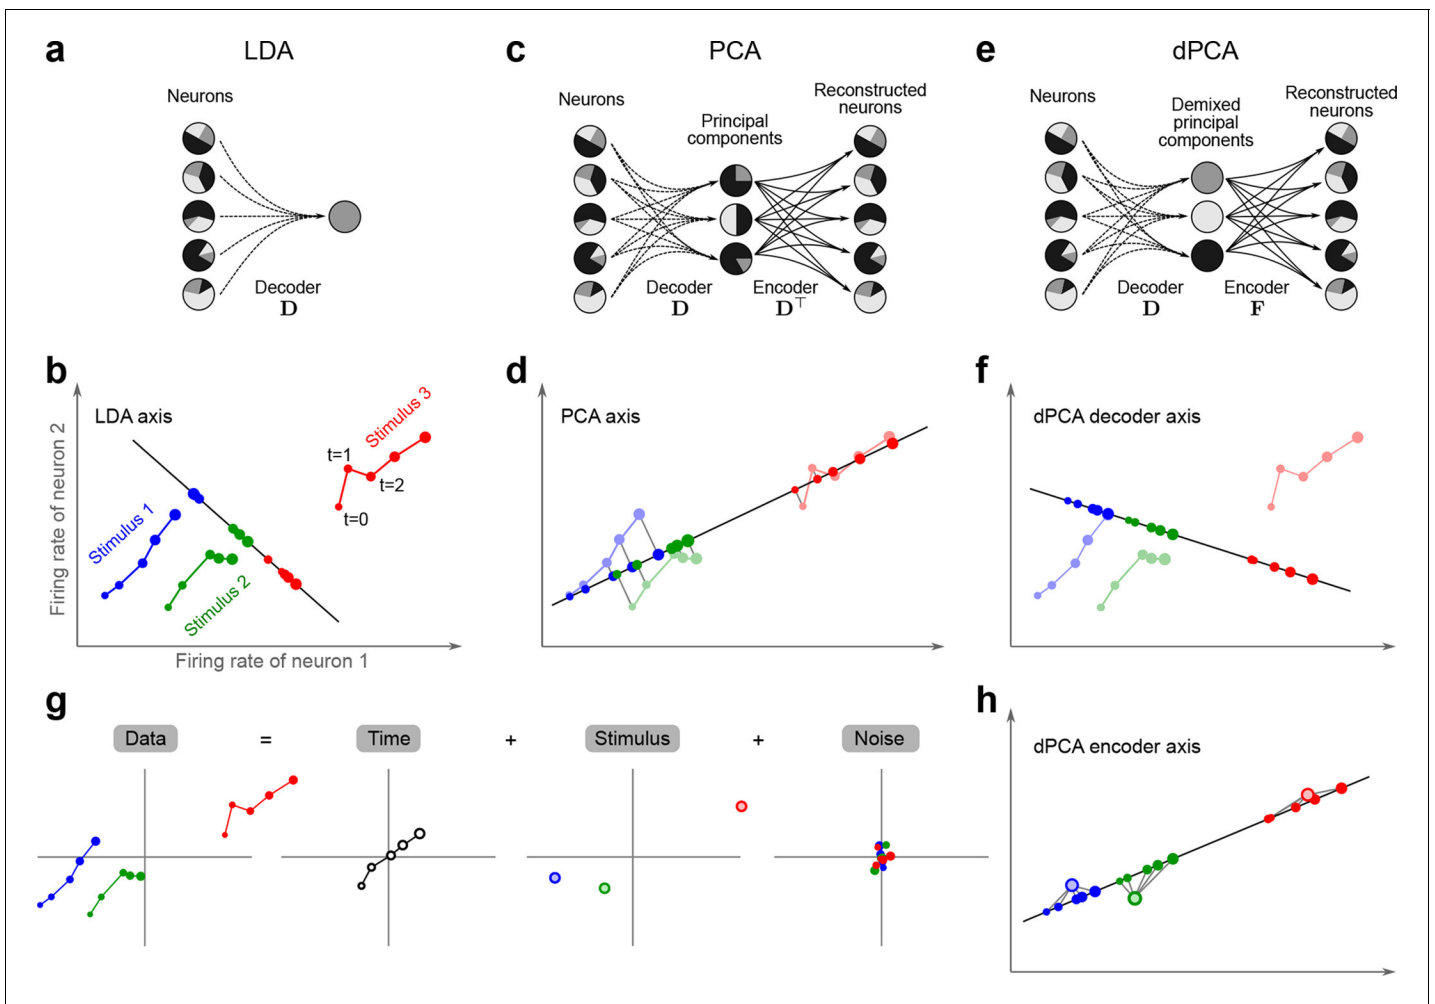 a
LDA
Neurons
Decoder
D
c
PCA
Neurons
Principal
components
Reconstructed
neurons
Decoder
D
Encoder
D⊤
e
dPCA
Neurons
Demixed
principal
components
Reconstructed
neurons
Decoder
D
Encoder
F
b
LDA axis
Firing rate of neuron 2
Stimulus 1
Stimulus 2
Stimulus 3
t=1
t=2
t=0
Firing rate of neuron 1
d
PCA axis
f
dPCA decoder axis
g
Data = Time + Stimulus + Noise
h
dPCA encoder axis